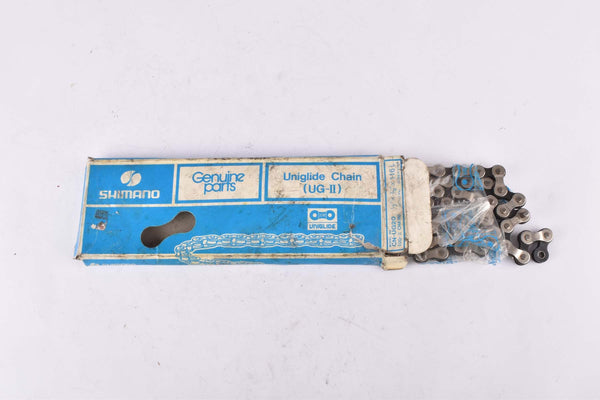 SHIMANO
Genuine
parts
Uniglide Chain
(UG-II)
UNIGLIDE